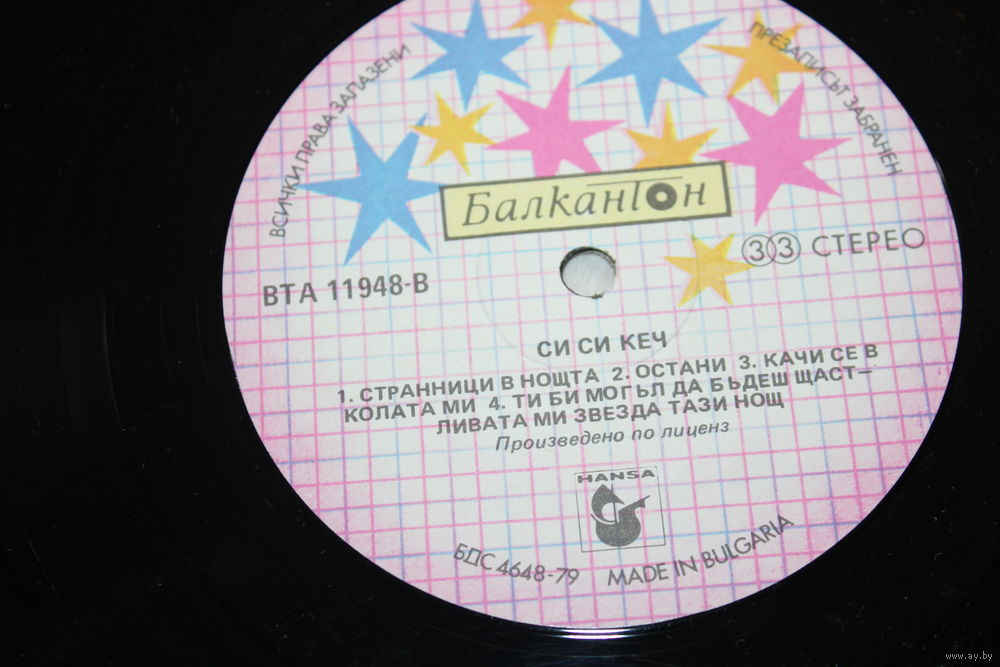 ВСИЧКИ ПРАВА ЗАПАЗЕНИ
ПРЕЗАПИСЪТ ЗАБРАНЕН
Балкантон
ВТА 11948-В
33 СТЕРЕО
СИ СИ КЕЧ
1. СТРАННИЦИ В НОЩТА 2. ОСТАНИ 3. КАЧИ СЕ В
КОЛАТА МИ 4. ТИ БИ МОГЪЛ ДА БЪДЕШ ЩАСТ–
ЛИВАТА МИ ЗВЕЗДА ТАЗИ НОЩ
Произведено по лиценз
HANSA
БДС 4648-79 MADE IN BULGARIA
www.ay.by